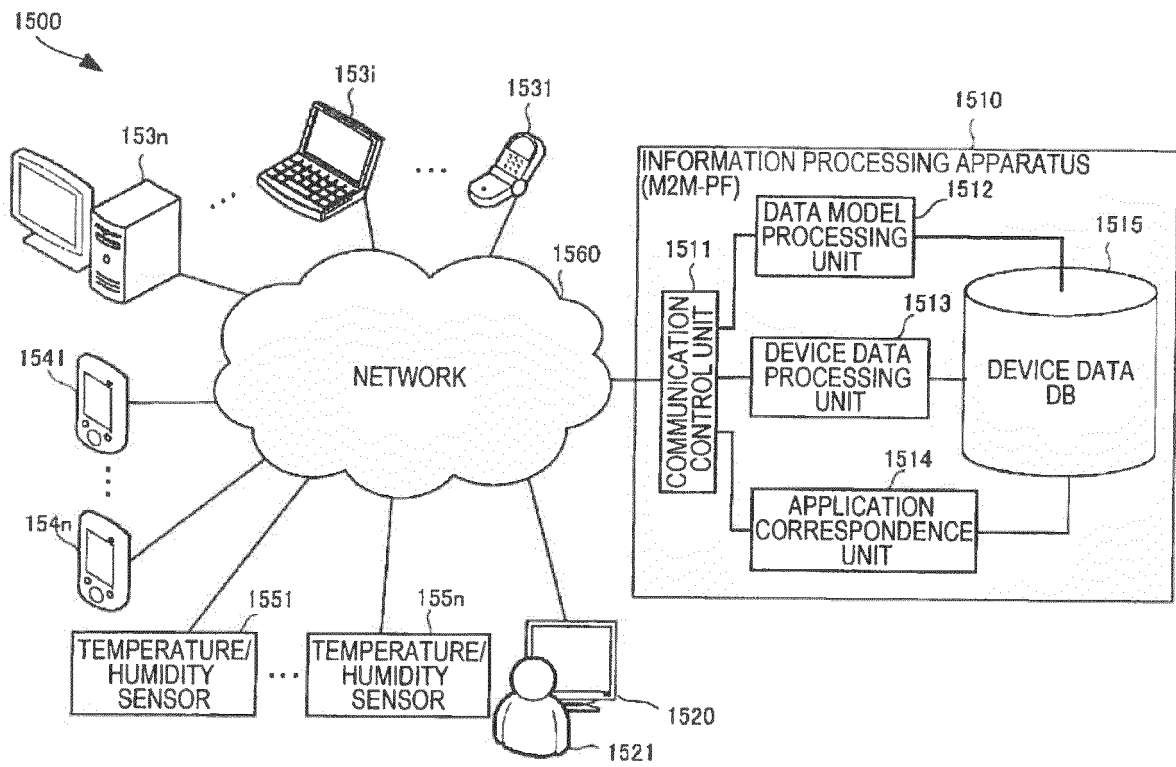 1500
153n
153i
1531
1510
INFORMATION PROCESSING APPARATUS
(M2M-PF)
1512
DATA MODEL
PROCESSING
UNIT
1515
1511
COMMUNICATION
CONTROL UNIT
1513
DEVICE DATA
PROCESSING
UNIT
DEVICE DATA
DB
1514
APPLICATION
CORRESPONDENCE
UNIT
1560
NETWORK
1541
154n
1551
TEMPERATURE/
HUMIDITY
SENSOR
...
155n
TEMPERATURE/
HUMIDITY
SENSOR
1520
1521